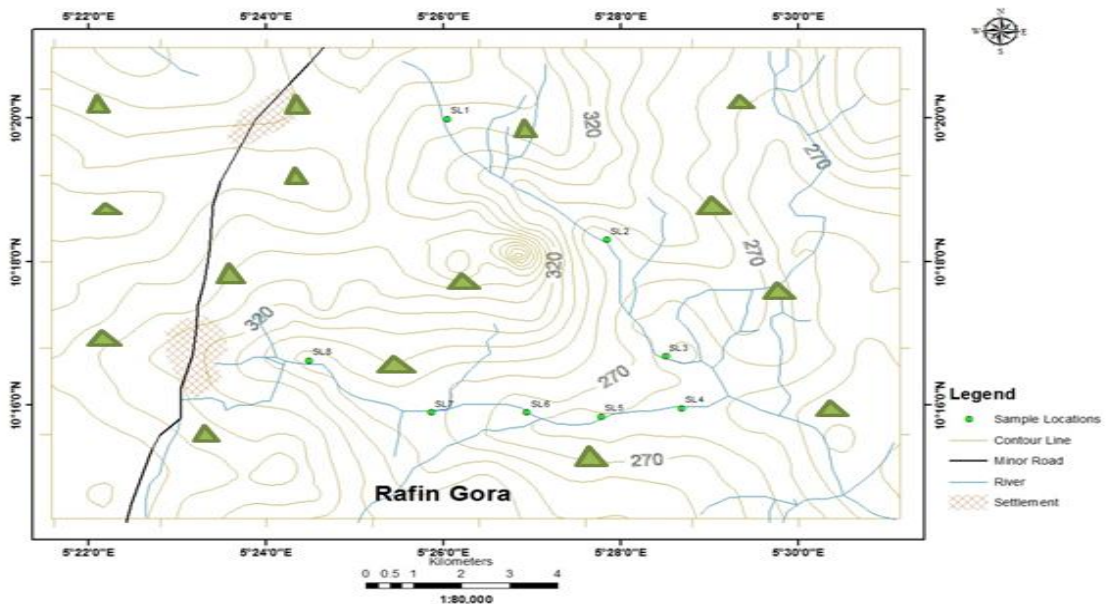 5°22'0"E 5°24'0"E 5°26'0"E 5°28'0"E 5°30'0"E
N
W E
S
10°20'0"N 10°20'0"N
SL1
320
270
10°18'0"N 10°18'0"N
SL2
270
320
320
SL8
SL3
270
10°16'0"N 10°16'0"N
SL7 SL6 SL5 SL4
270
Rafin Gora
5°22'0"E 5°24'0"E 5°26'0"E 5°28'0"E 5°30'0"E
Kilometers
0 0.5 1 2 3 4
1:80,000
Legend
Sample Locations
Contour Line
Minor Road
River
Settlement